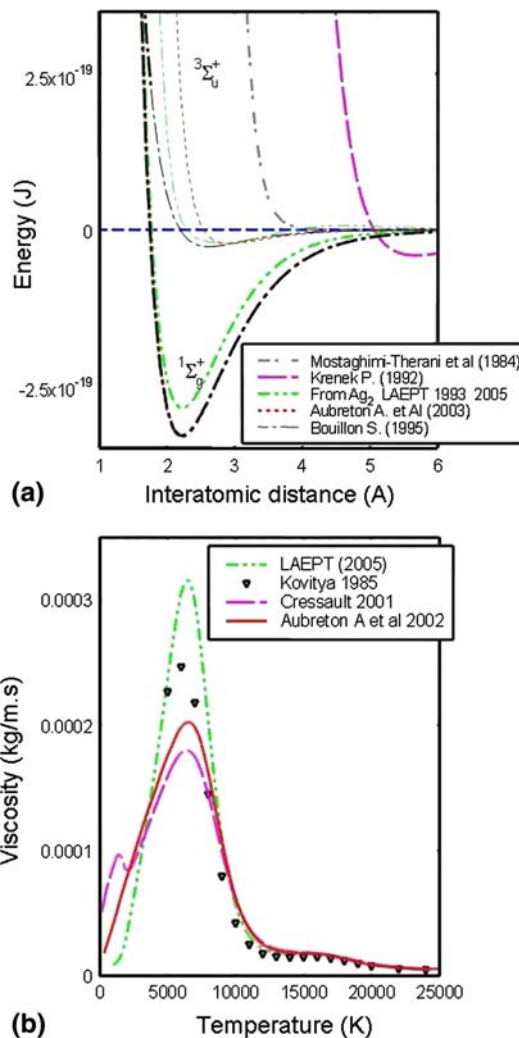 2.5x10⁻¹⁹
³Σ⁺ᵤ
Energy (J)
0
¹Σ⁺g
-2.5x10⁻¹⁹
Mostaghimi-Therani et al (1984)
Krenek P. (1992)
From Ag₂ LAEPT 1993 2005
Aubreton A. et Al (2003)
Bouillon S. (1995)
1 2 3 4 5 6
(a) Interatomic distance (A)
LAEPT (2005)
Kovitya 1985
Cressault 2001
Aubreton A et al 2002
0.0003
0.0002
Viscosity (kg/m.s)
0.0001
0
0 5000 10000 15000 20000 25000
(b) Temperature (K)